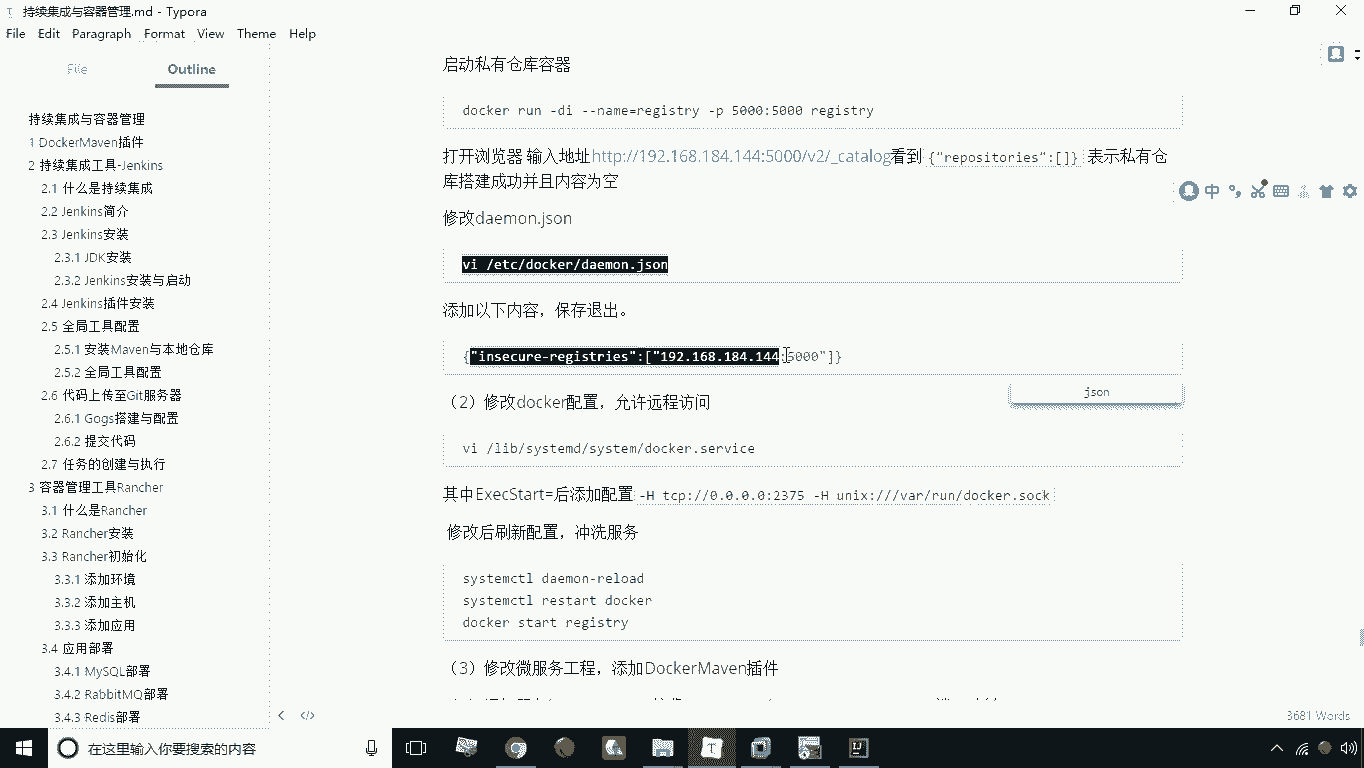 持续集成与容器管理.md - Typora
File Edit Paragraph Format View Theme Help
File Outline
持续集成与容器管理
1 DockerMaven插件
2 持续集成工具-Jenkins
2.1 什么是持续集成
2.2 Jenkins简介
2.3 Jenkins安装
2.3.1 JDK安装
2.3.2 Jenkins安装与启动
2.4 Jenkins插件安装
2.5 全局工具配置
2.5.1 安装Maven与本地仓库
2.5.2 全局工具配置
2.6 代码上传至Git服务器
2.6.1 Gogs搭建与配置
2.6.2 提交代码
2.7 任务的创建与执行
3 容器管理工具Rancher
3.1 什么是Rancher
3.2 Rancher安装
3.3 Rancher初始化
3.3.1 添加环境
3.3.2 添加主机
3.3.3 添加应用
3.4 应用部署
3.4.1 MySQL部署
3.4.2 RabbitMQ部署
3.4.3 Redis部署
启动私有仓库容器
docker run -di --name=registry -p 5000:5000 registry
打开浏览器 输入地址http://192.168.184.144:5000/v2/_catalog看到 {"repositories":[]} 表示私有仓
库搭建成功并且内容为空
修改daemon.json
vi /etc/docker/daemon.json
添加以下内容，保存退出。
{"insecure-registries":["192.168.184.144:5000"]}
json
（2）修改docker配置，允许远程访问
vi /lib/systemd/system/docker.service
其中ExecStart=后添加配置 -H tcp://0.0.0.0:2375 -H unix:///var/run/docker.sock
修改后刷新配置，冲洗服务
systemctl daemon-reload
systemctl restart docker
docker start registry
（3）修改微服务工程，添加DockerMaven插件
中
3681 Words
在这里输入你要搜索的内容